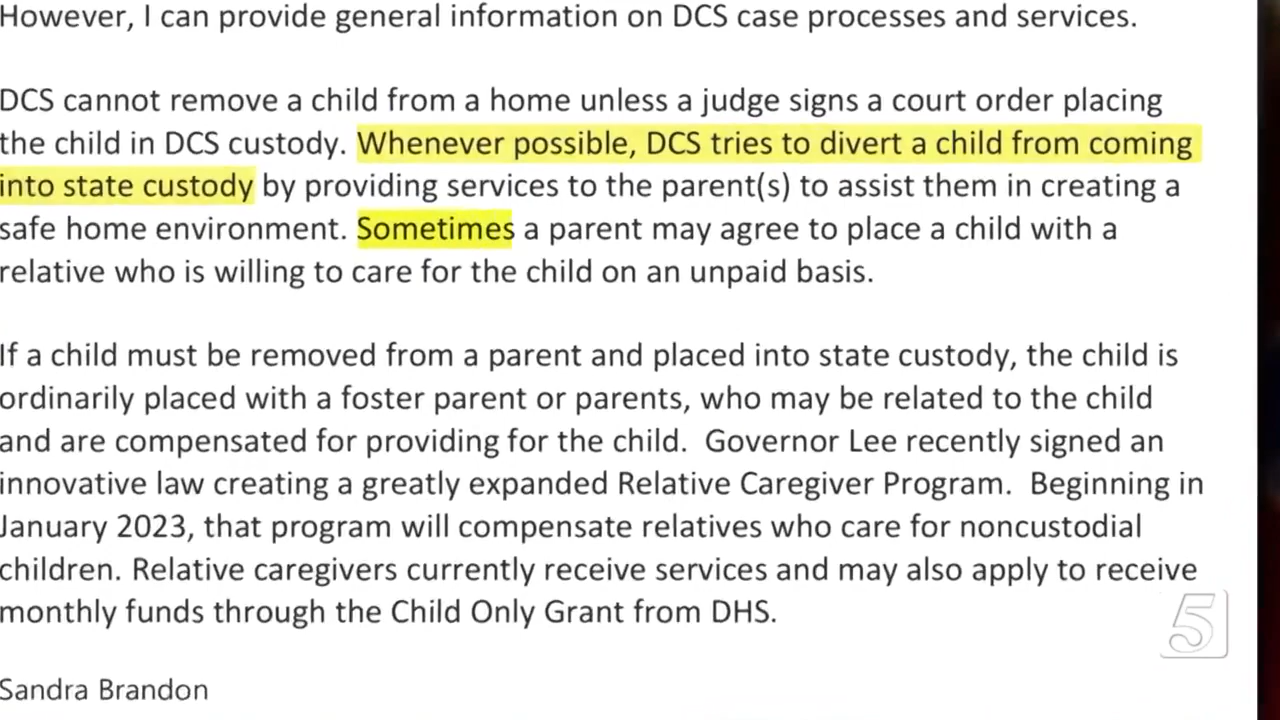 However, I can provide general information on DCS case processes and services.
DCS cannot remove a child from a home unless a judge signs a court order placing
the child in DCS custody. Whenever possible, DCS tries to divert a child from coming
into state custody by providing services to the parent(s) to assist them in creating a
safe home environment. Sometimes a parent may agree to place a child with a
relative who is willing to care for the child on an unpaid basis.
If a child must be removed from a parent and placed into state custody, the child is
ordinarily placed with a foster parent or parents, who may be related to the child
and are compensated for providing for the child.  Governor Lee recently signed an
innovative law creating a greatly expanded Relative Caregiver Program.  Beginning in
January 2023, that program will compensate relatives who care for noncustodial
children. Relative caregivers currently receive services and may also apply to receive
monthly funds through the Child Only Grant from DHS.
5
Sandra Brandon